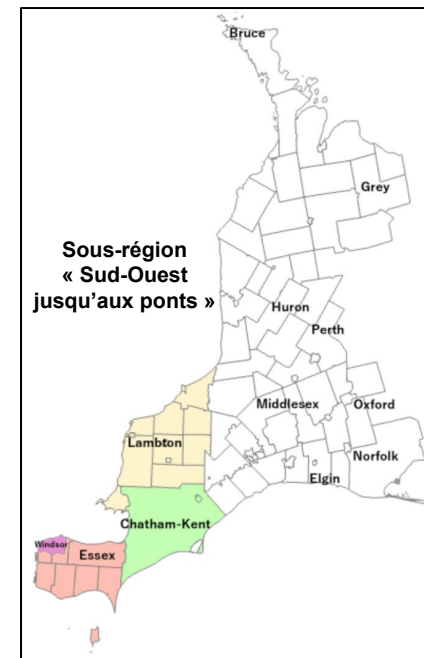 Bruce
Grey
Sous-région
« Sud-Ouest
jusqu'aux ponts »
Huron
Perth
Middlesex
Oxford
Lambton
Norfolk
Elgin
Chatham-Kent
Windsor
Essex